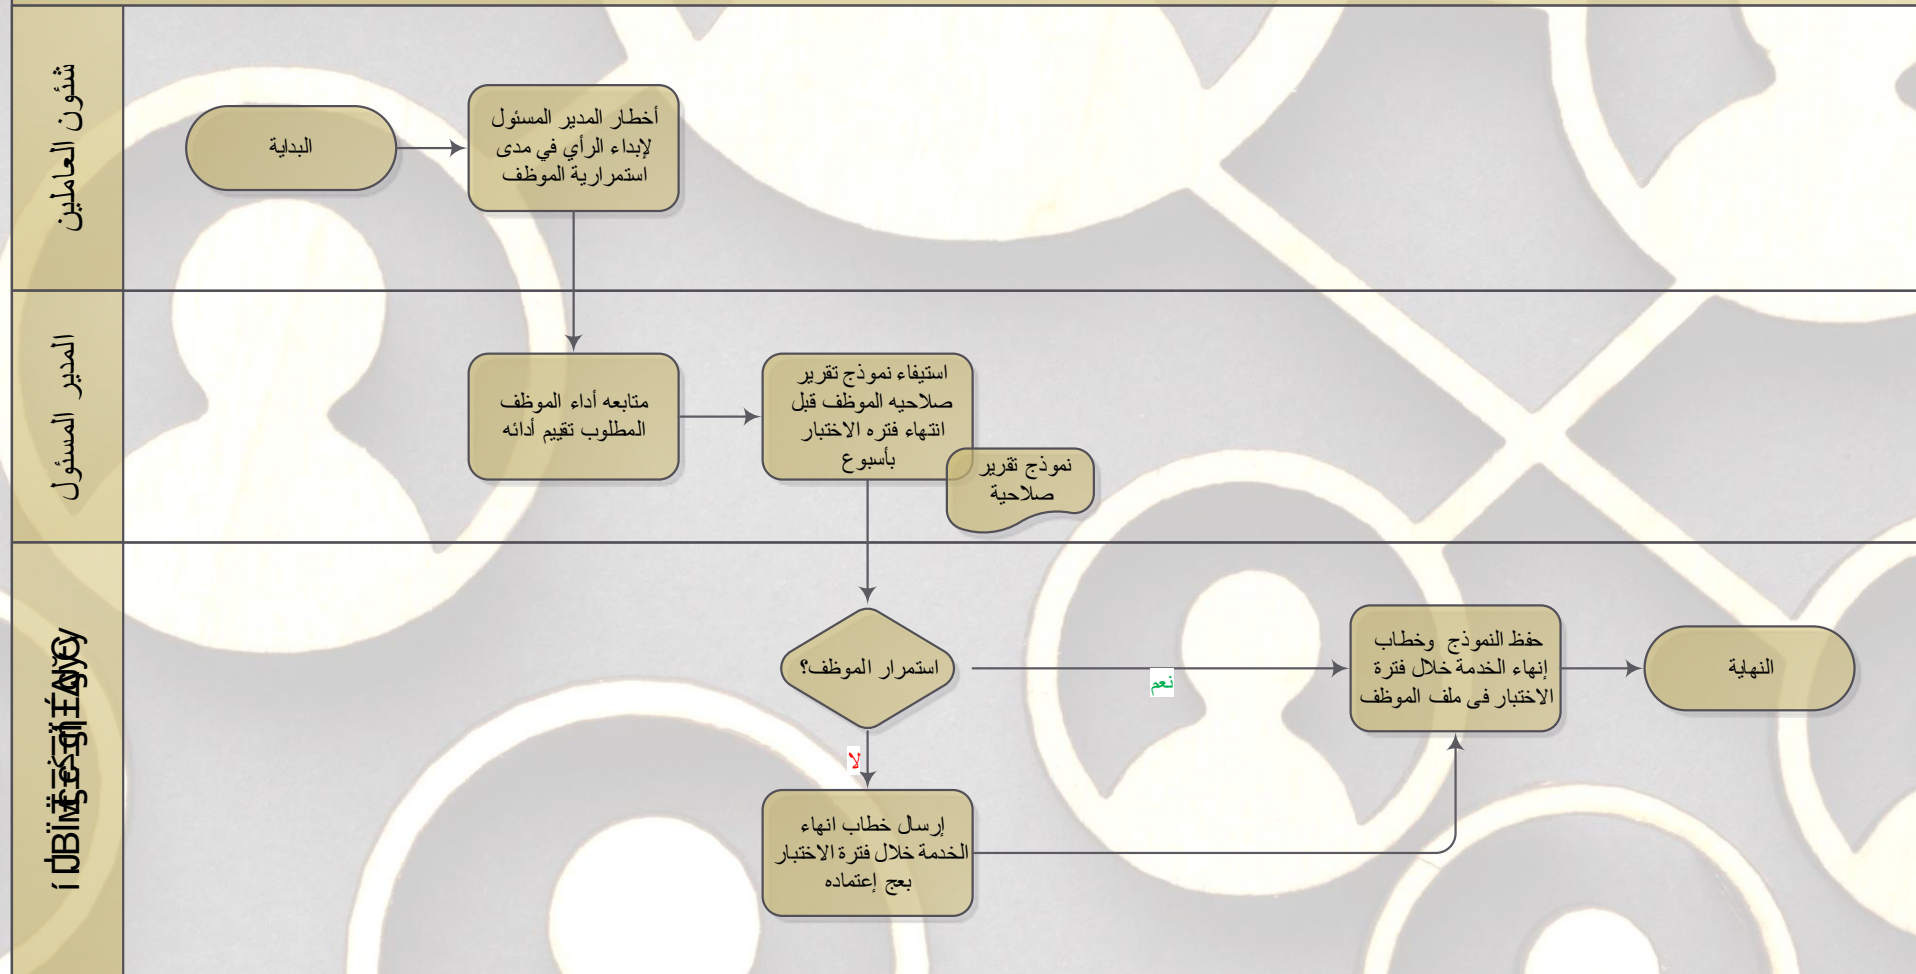 شئون العاملين
البداية
أخطار المدير المسئول
لإبداء الرأي في مدى
استمرارية الموظف
المدير المسئول
متابعه أداء الموظف
المطلوب تقييم أدائه
استيفاء نموذج تقرير
صلاحيه الموظف قبل
انتهاء فتره الاختبار
بأسبوع
نموذج تقرير
صلاحية
استمرار الموظف؟
نعم
لا
حفظ النموذج وخطاب
إنهاء الخدمة خلال فترة
الاختبار فى ملف الموظف
النهاية
إرسال خطاب انهاء
الخدمة خلال فترة الاختبار
بعج إعتماده